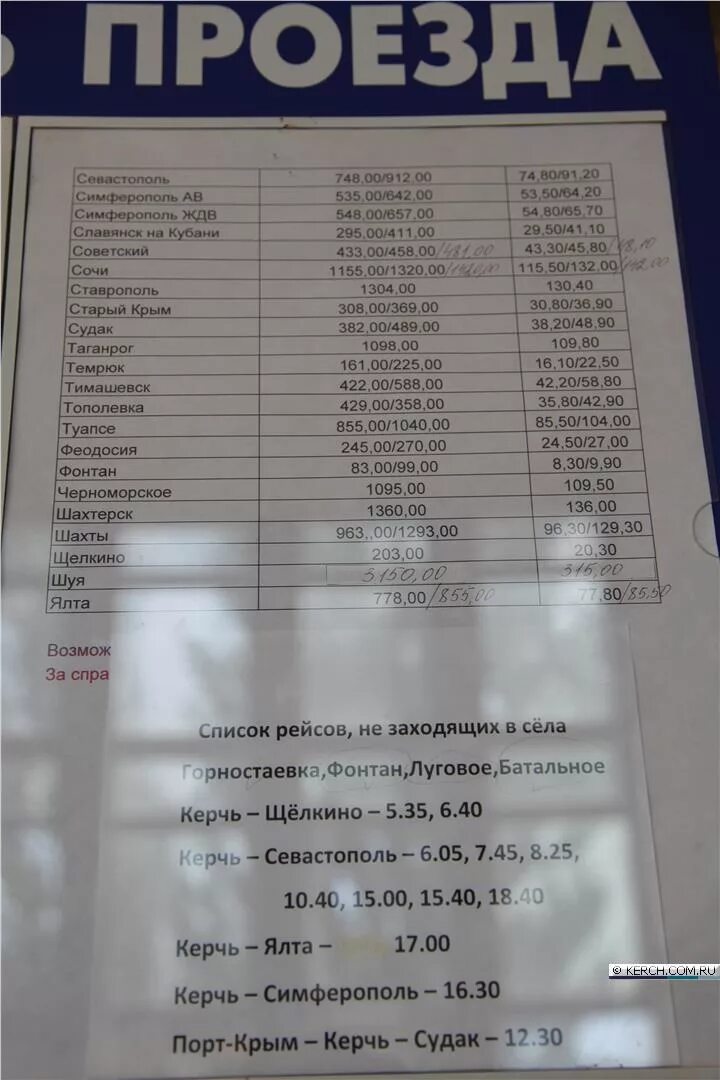 ПРОЕЗДА
Севастополь 748,00/912,00 74,80/91,20
Симферополь АВ 535,00/642,00 53,50/64,20
Симферополь ЖДВ 548,00/657,00 54,80/65,70
Славянск на Кубани 295,00/411,00 29,50/41,10
Советский 433,00/458,00/481,00 43,30/45,80/48,10
Сочи 1155,00/1320,00/1420,00 115,50/132,00/142,00
Ставрополь 1304,00 130,40
Старый Крым 308,00/369,00 30,80/36,90
Судак 382,00/489,00 38,20/48,90
Таганрог 1098,00 109,80
Темрюк 161,00/225,00 16,10/22,50
Тимашевск 422,00/588,00 42,20/58,80
Тополевка 429,00/358,00 35,80/42,90
Туапсе 855,00/1040,00 85,50/104,00
Феодосия 245,00/270,00 24,50/27,00
Фонтан 83,00/99,00 8,30/9,90
Черноморское 1095,00 109,50
Шахтерск 1360,00 136,00
Шахты 963,,00/1293,00 96,30/129,30
Щелкино 203,00 20,30
Шуя 3150,00 315,00
Ялта 778,00/855,00 77,80/85,50
Возмож
За спра
Список рейсов, не заходящих в сёла
Горностаевка,Фонтан,Луговое,Батальное
Керчь – Щёлкино – 5.35, 6.40
Керчь – Севастополь – 6.05, 7.45, 8.25,
10.40, 15.00, 15.40, 18.40
Керчь – Ялта – 17.00
Керчь – Симферополь – 16.30
Порт-Крым – Керчь – Судак – 12.30
© KERCH.COM.RU